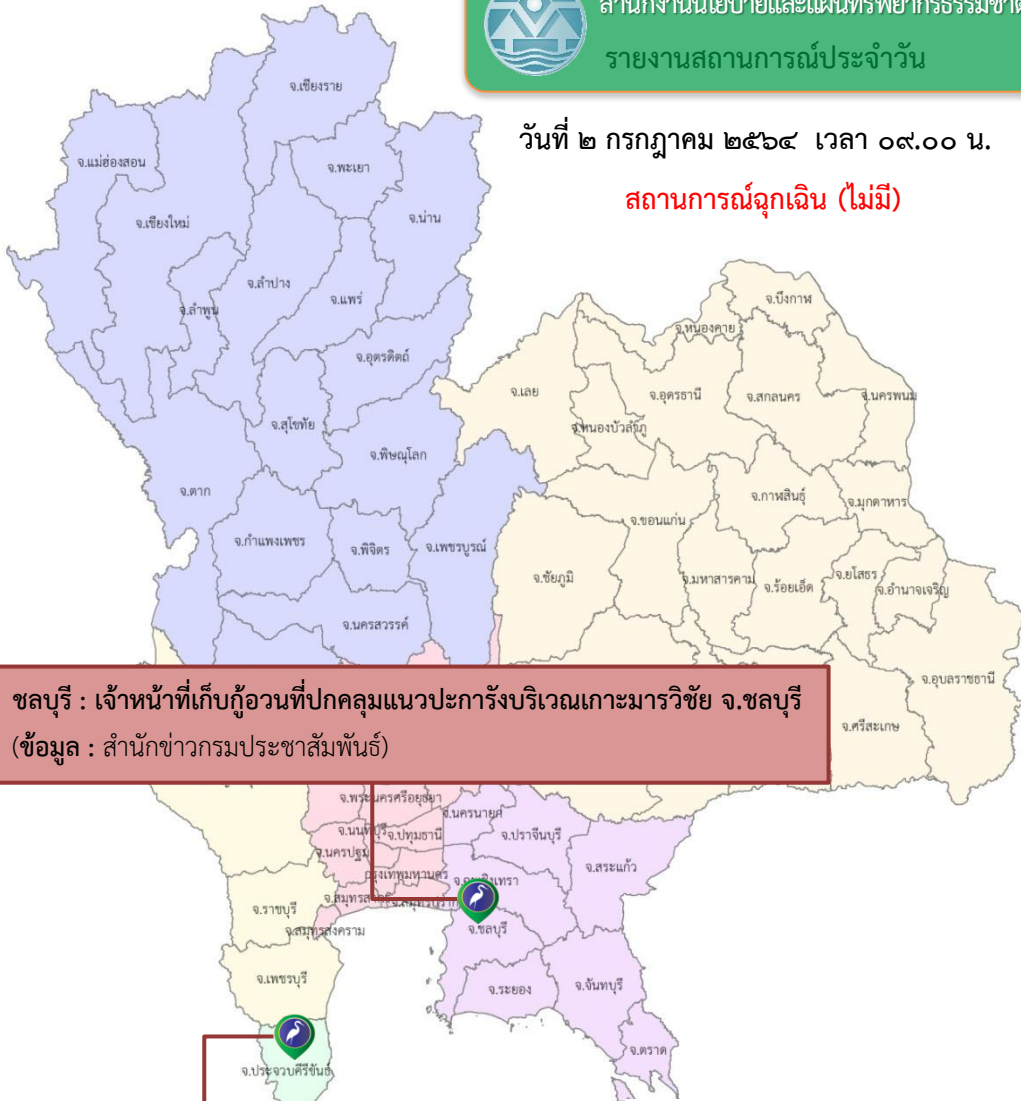 สำนักงานนโยบายและแผนทรัพยากรธรรมชาติ
รายงานสถานการณ์ประจำวัน
วันที่ ๒ กรกฎาคม ๒๕๖๔ เวลา ๐๙.๐๐ น.
สถานการณ์ฉุกเฉิน (ไม่มี)
จ.เชียงราย
จ.แม่ฮ่องสอน
จ.พะเยา
จ.เชียงใหม่
จ.น่าน
จ.ลำปาง
จ.แพร่
จ.ลำพูน
จ.บึงกาฬ
จ.หนองคาย
จ.อุตรดิตถ์
จ.เลย
จ.อุดรธานี
จ.สกลนคร
จ.นครพนม
จ.สุโขทัย
จ.หนองบัวลำภู
จ.พิษณุโลก
จ.ตาก
จ.กาฬสินธุ์
จ.มุกดาหาร
จ.ขอนแก่น
จ.กำแพงเพชร
จ.พิจิตร
จ.เพชรบูรณ์
จ.ชัยภูมิ
จ.มหาสารคาม
จ.ร้อยเอ็ด
จ.ยโสธร
จ.อำนาจเจริญ
จ.นครสวรรค์
จ.อุบลราชธานี
ชลบุรี : เจ้าหน้าที่เก็บกู้อวนที่ปกคลุมแนวปะการังบริเวณเกาะมารวิชัย จ.ชลบุรี
(ข้อมูล : สำนักข่าวกรมประชาสัมพันธ์)
จ.ศรีสะเกษ
จ.พระนครศรีอยุธยา
จ.นครนายก
จ.นนทบุรี
จ.ปทุมธานี
จ.ปราจีนบุรี
จ.นครปฐม
จ.สระแก้ว
กรุงเทพมหานคร
จ.ฉะเชิงเทรา
จ.ราชบุรี
จ.สมุทรสงคราม
จ.ชลบุรี
จ.เพชรบุรี
จ.ระยอง
จ.จันทบุรี
จ.ตราด
จ.ประจวบคีรีขันธ์